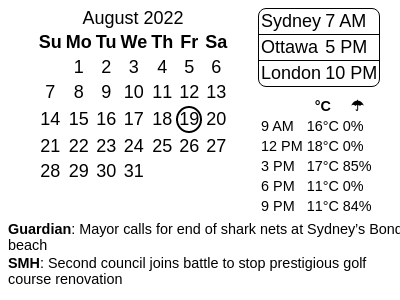 August 2022
Su Mo Tu We Th Fr Sa
1 2 3 4 5 6
7 8 9 10 11 12 13
14 15 16 17 18 19 20
21 22 23 24 25 26 27
28 29 30 31
Sydney 7 AM
Ottawa 5 PM
London 10 PM
°C ☂
9 AM 16°C 0%
12 PM 18°C 0%
3 PM 17°C 85%
6 PM 11°C 0%
9 PM 11°C 84%
Guardian: Mayor calls for end of shark nets at Sydney's Bond
beach
SMH: Second council joins battle to stop prestigious golf
course renovation